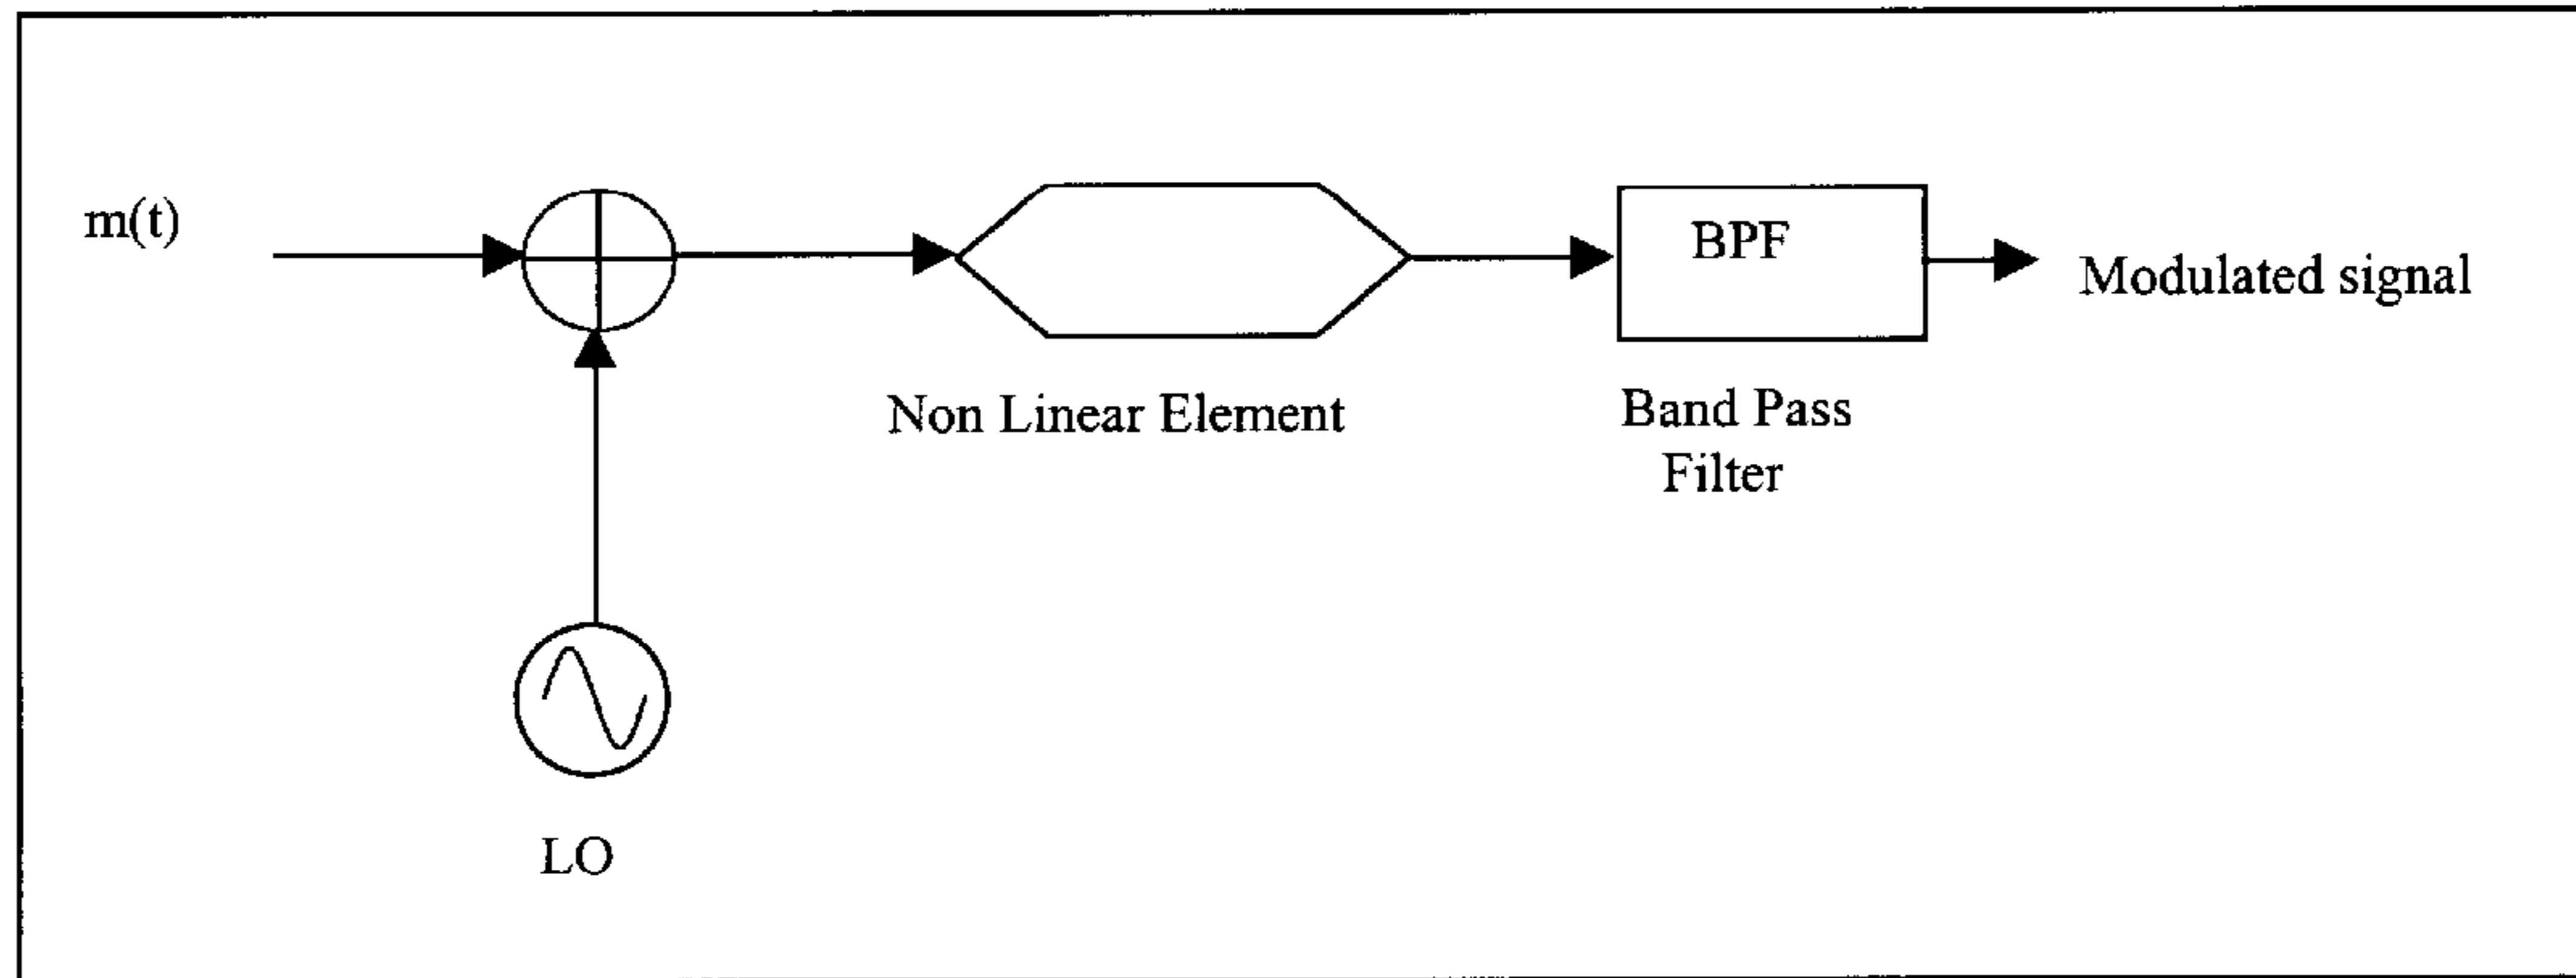 m(t)
BPF
Modulated signal
Non Linear Element
Band Pass
Filter
LO